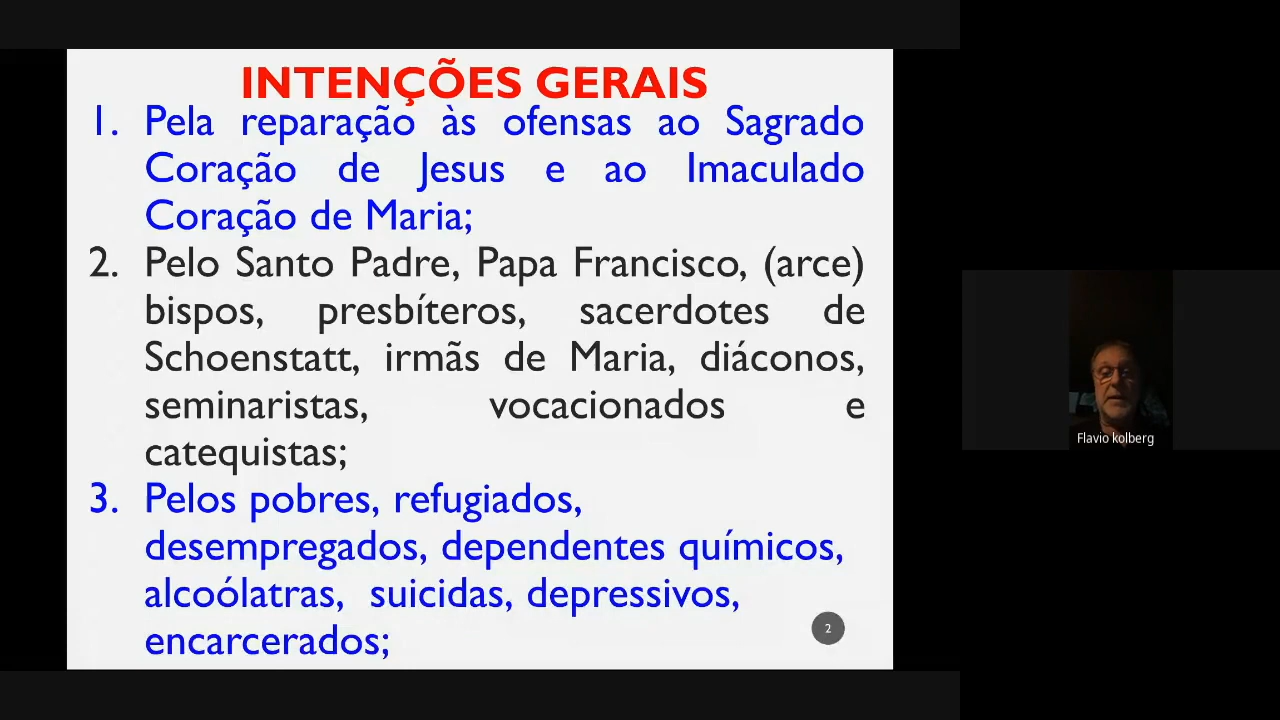 INTENÇÕES GERAIS
1. Pela reparação às ofensas ao Sagrado
Coração de Jesus e ao Imaculado
Coração de Maria;
2. Pelo Santo Padre, Papa Francisco, (arce)
bispos, presbíteros, sacerdotes de
Schoenstatt, irmãs de Maria, diáconos,
seminaristas, vocacionados e
catequistas;
3. Pelos pobres, refugiados,
desempregados, dependentes químicos,
alcoólatras, suicidas, depressivos,
encarcerados;
2
Flavio kolberg